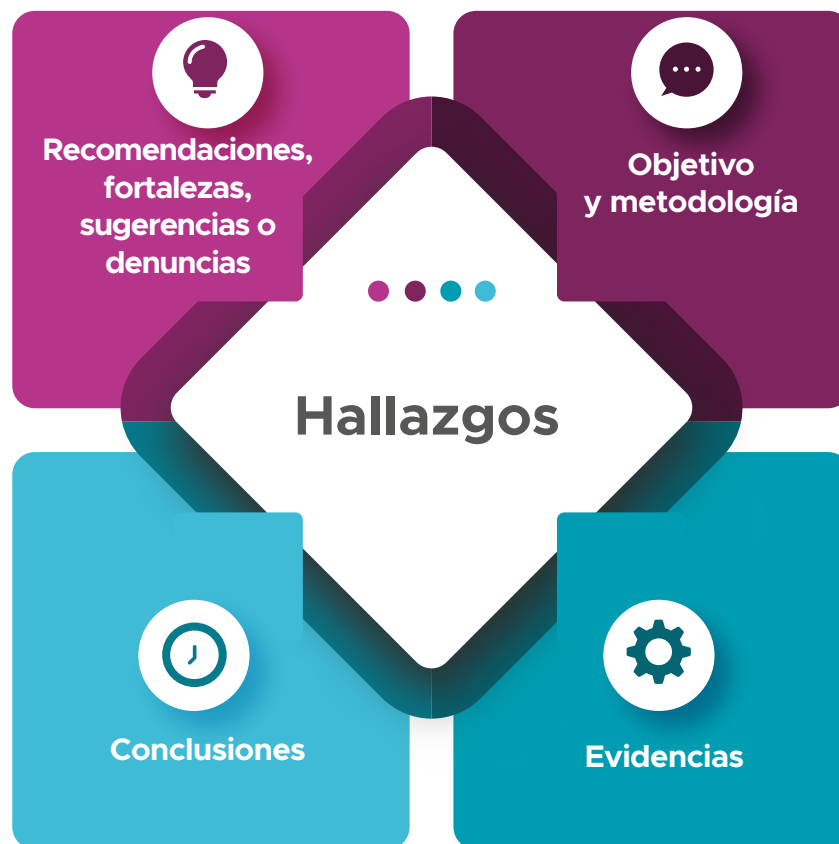 Recomendaciones,
fortalezas,
sugerencias o
denuncias
Objetivo
y metodología
Hallazgos
Conclusiones
Evidencias